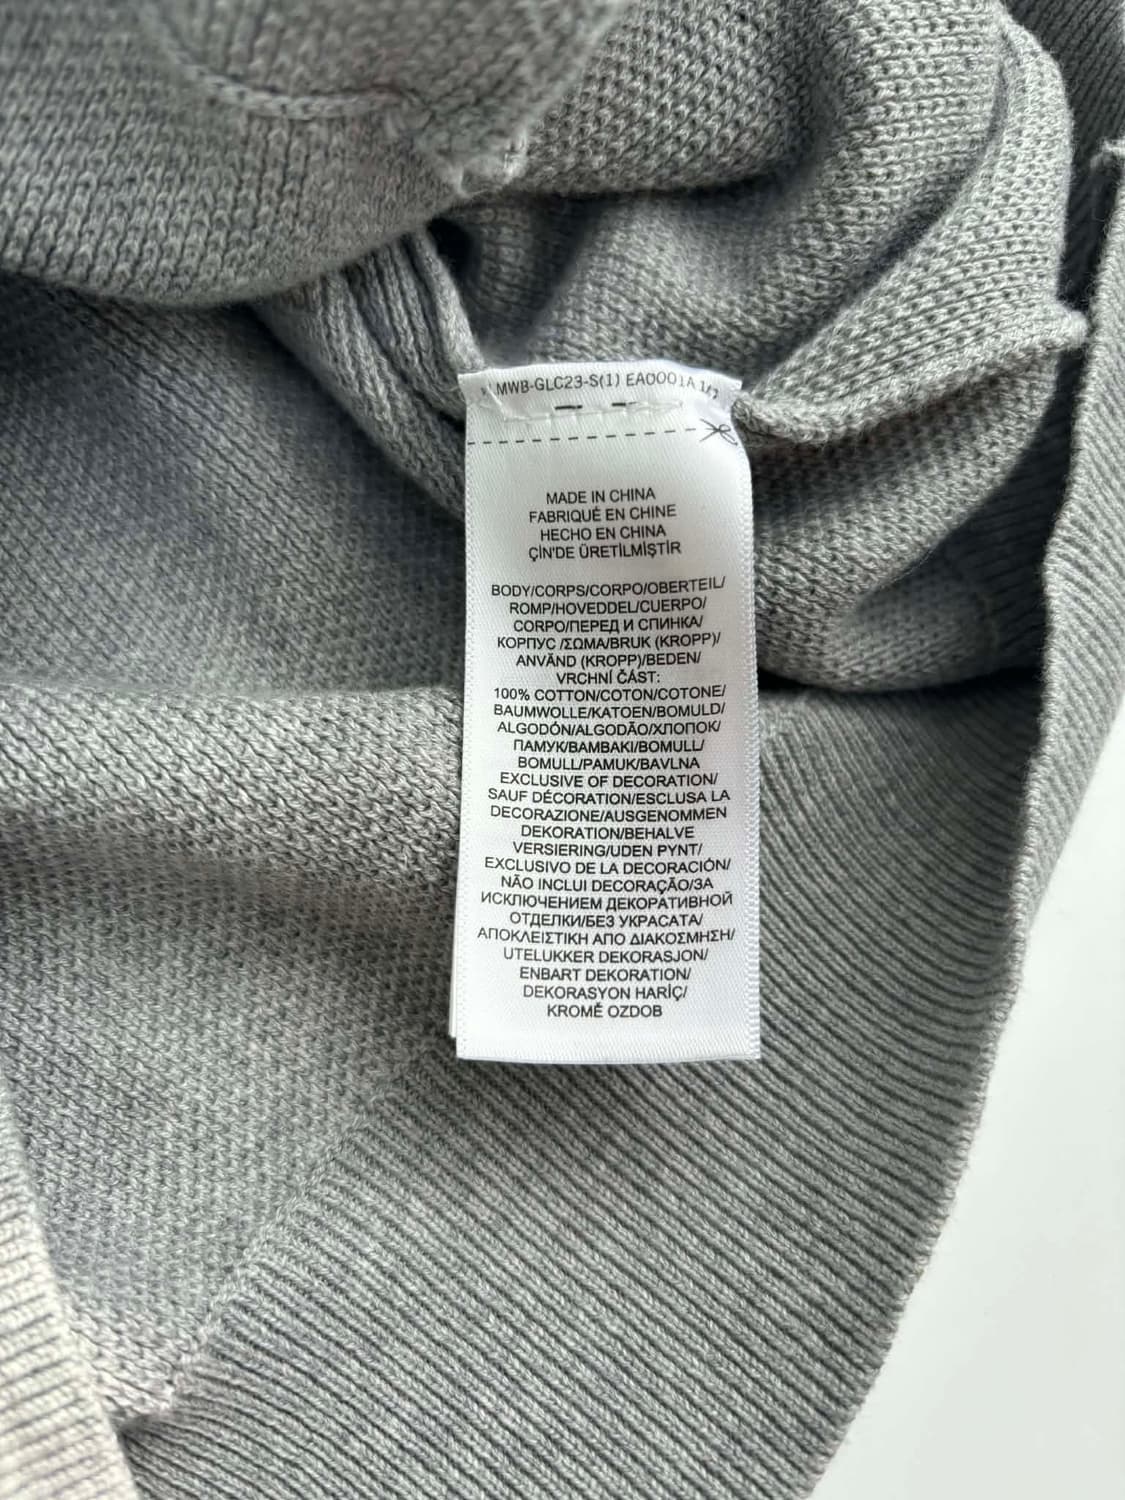 MWB-GLC23-S(1) EA0001A
MADE IN CHINA
FABRIQUÉ EN CHINE
HECHO EN CHINA
ÇİN'DE ÜRETİLMİŞTİR
BODY/CORPS/CORPO/OBERTEIL/
ROMP/HOVEDDEL/CUERPO/
CORPO/ПЕРЕД И СПИНКА/
КОРПУС /ΣΩΜΑ/BRUK (KROPP)/
ANVÄND (KROPP)/BEDEN/
VRCHNÍ ČÁST:
100% COTTON/COTON/COTONE/
BAUMWOLLE/KATOEN/BOMULD/
ALGODÓN/ALGODÃO/ХЛОПОК/
ПАМУК/ΒΑΜΒΑΚΙ/BOMULL/
BOMULL/PAMUK/BAVLNA
EXCLUSIVE OF DECORATION/
SAUF DÉCORATION/ESCLUSA LA
DECORAZIONE/AUSGENOMMEN
DEKORATION/BEHALVE
VERSIERING/UDEN PYNT/
EXCLUSIVO DE LA DECORACIÓN/
NÃO INCLUI DECORAÇÃO/ЗА
ИСКЛЮЧЕНИЕМ ДЕКОРАТИВНОЙ
ОТДЕЛКИ/БЕЗ УКРАСАТА/
ΑΠΟΚΛΕΙΣΤΙΚΗ ΑΠΟ ΔΙΑΚΟΣΜΗΣΗ/
UTELUKKER DEKORASJON/
ENBART DEKORATION/
DEKORASYON HARİÇ/
KROMĚ OZDOB